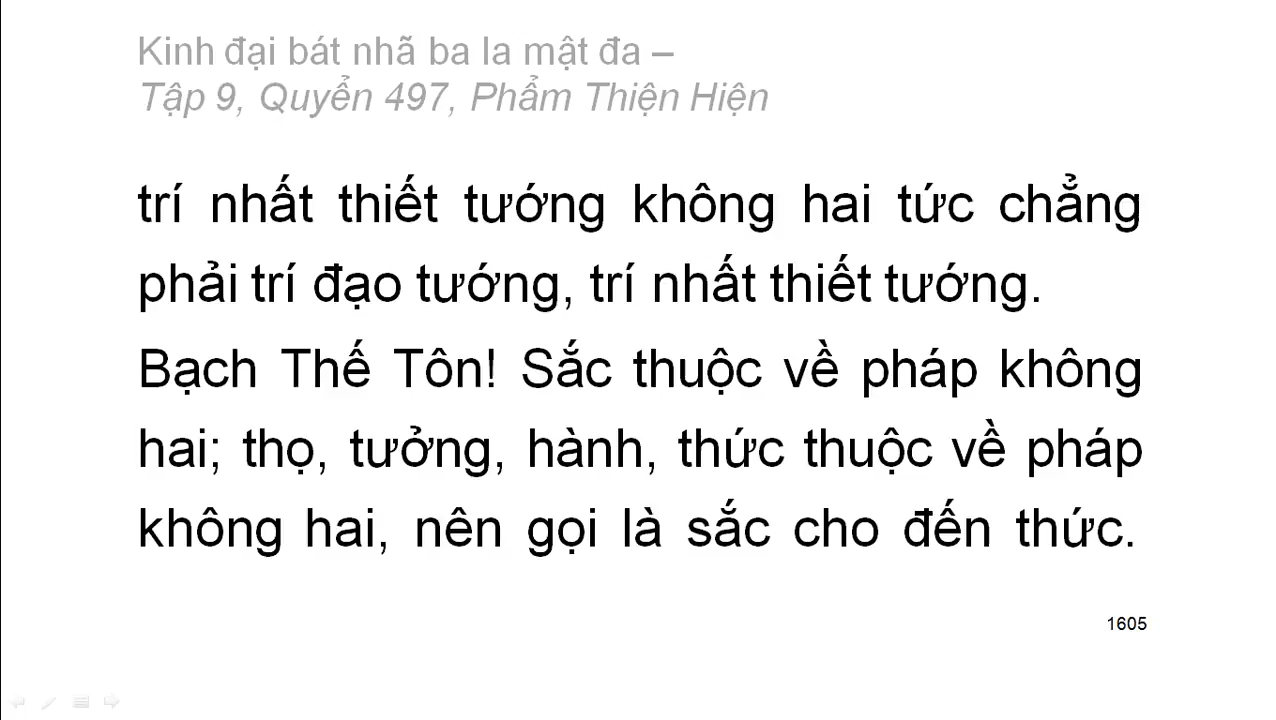 Kinh đại bát nhã ba la mật đa –
Tập 9, Quyển 497, Phẩm Thiện Hiện
trí nhất thiết tướng không hai tức chẳng
phải trí đạo tướng, trí nhất thiết tướng.
Bạch Thế Tôn! Sắc thuộc về pháp không
hai; thọ, tưởng, hành, thức thuộc về pháp
không hai, nên gọi là sắc cho đến thức.
1605